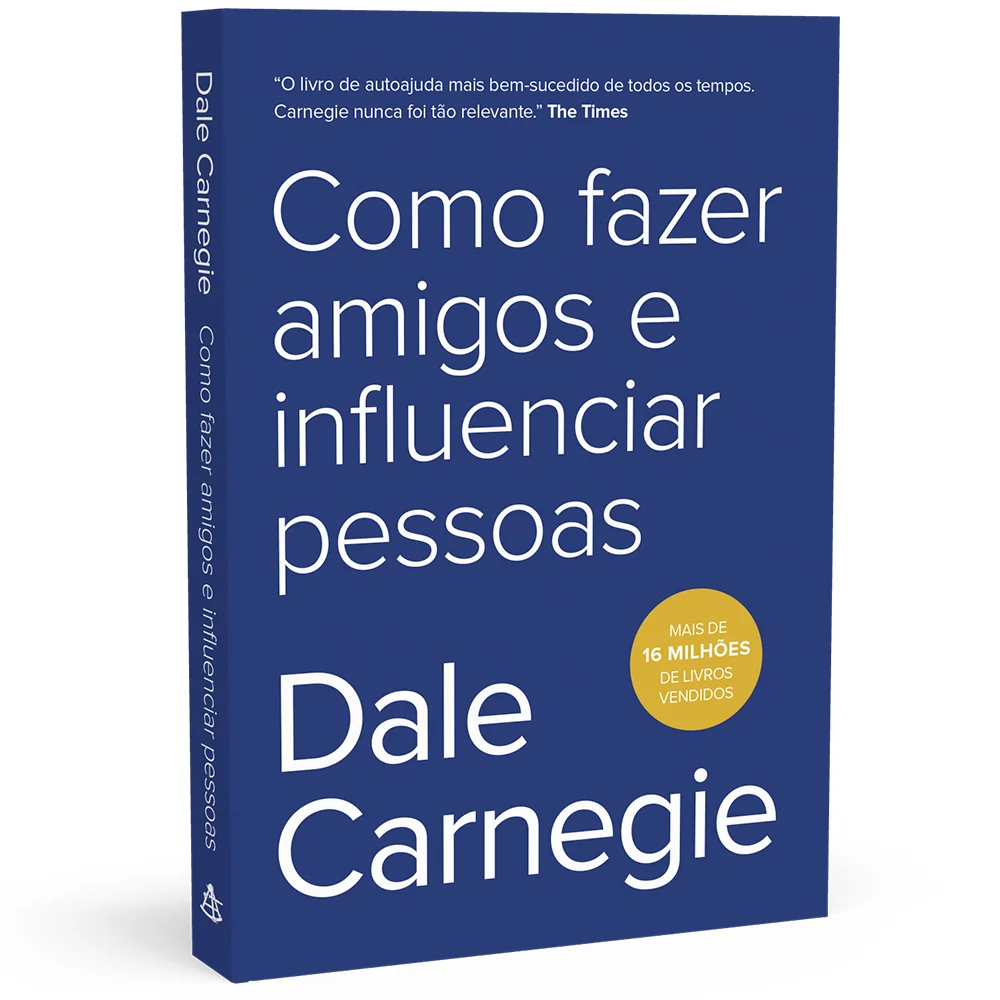 Dale Carnegie Como fazer amigos e influenciar pessoas
“O livro de autoajuda mais bem-sucedido de todos os tempos.
Carnegie nunca foi tão relevante.” The Times
Como fazer
amigos e
influenciar
pessoas
MAIS DE
16 MILHÕES
DE LIVROS
VENDIDOS
Dale
Carnegie